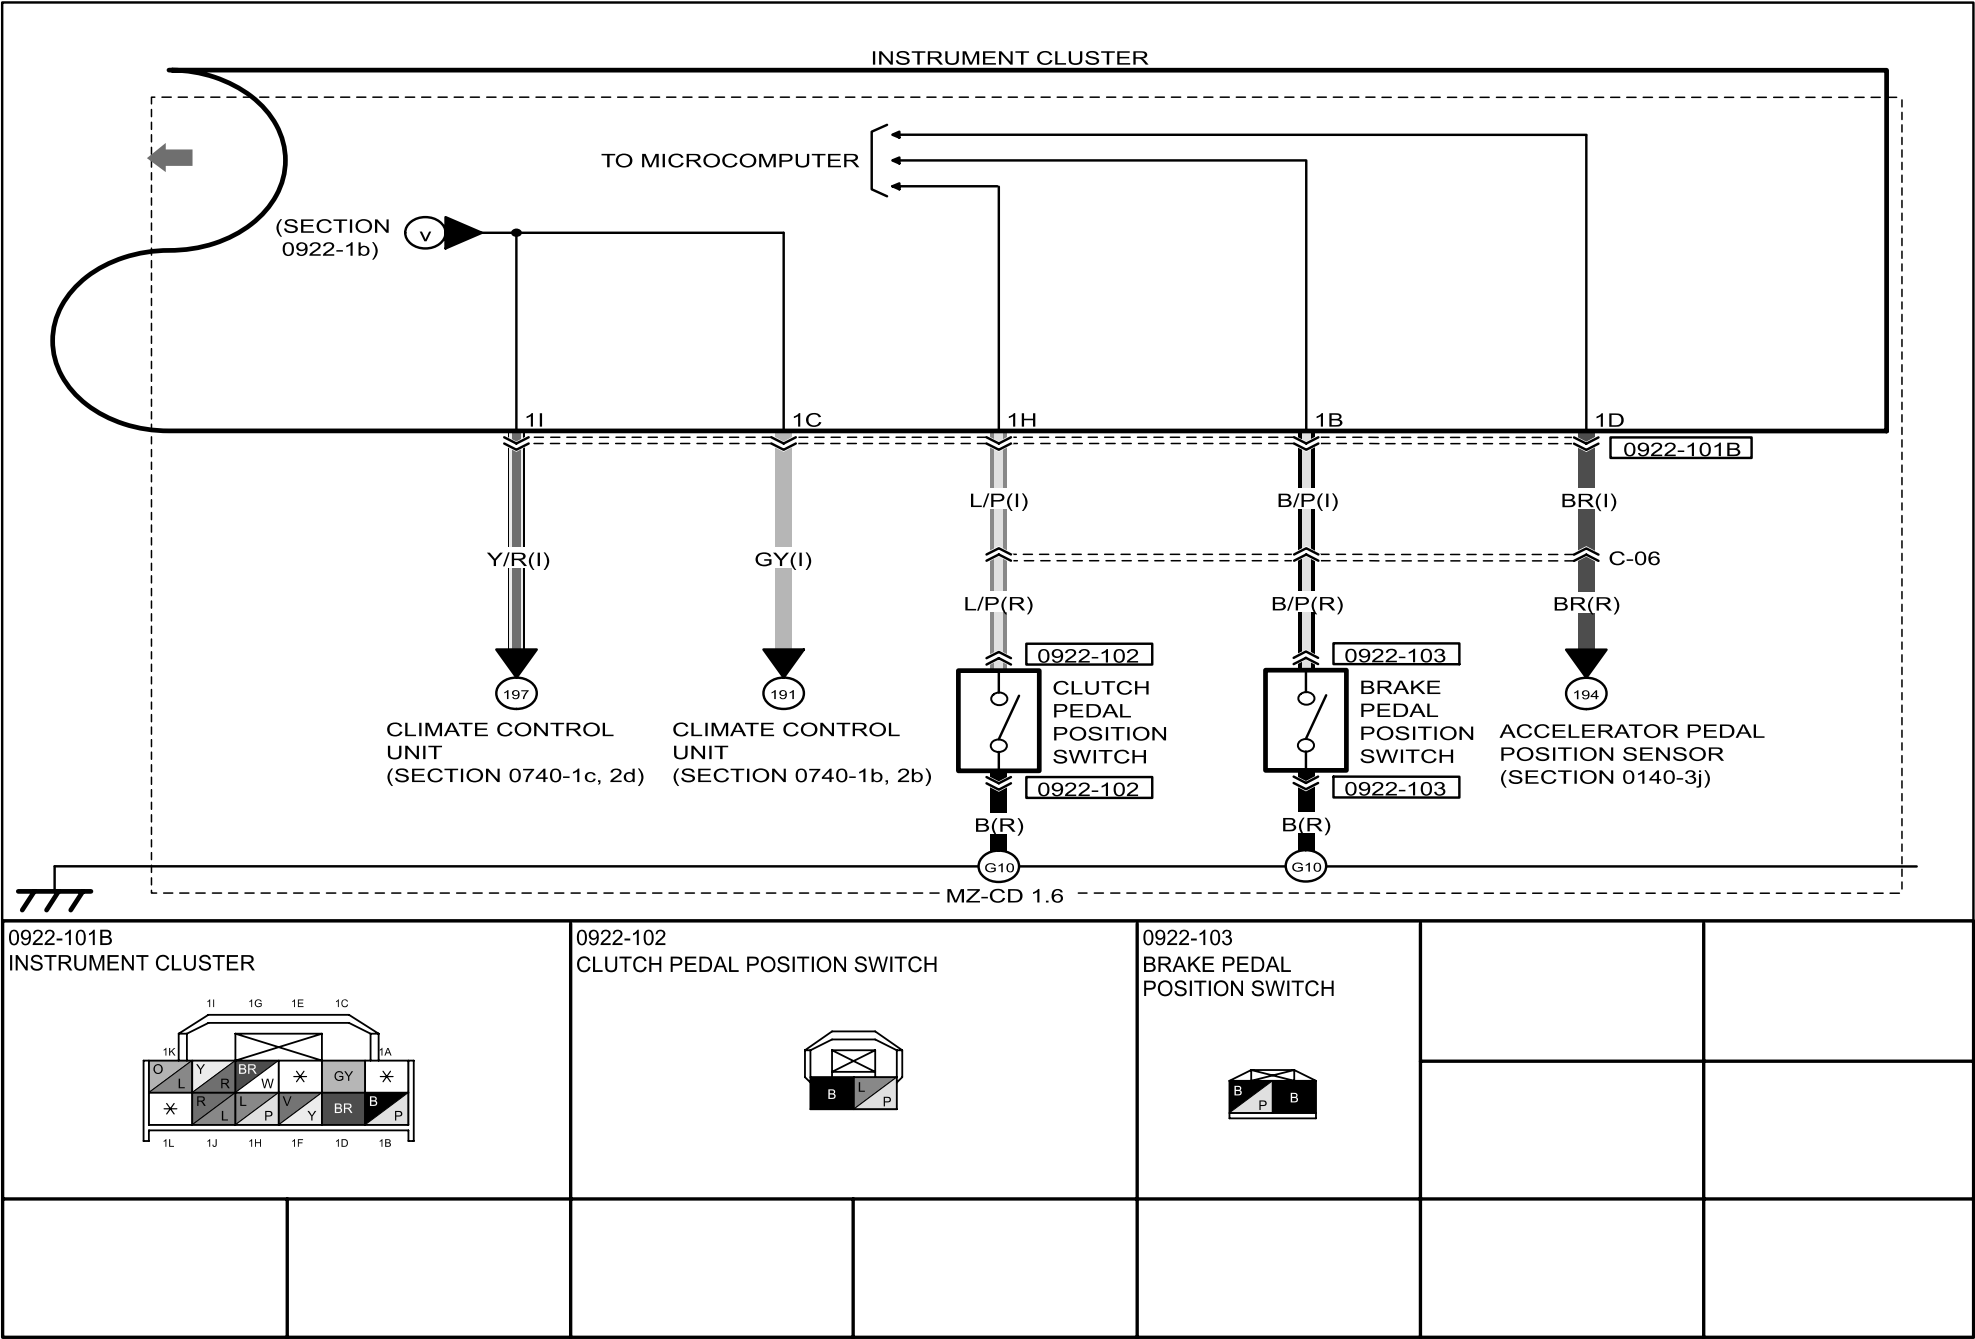 INSTRUMENT CLUSTER
TO MICROCOMPUTER
(SECTION
0922-1b)
v
1I
1C
1H
1B
1D
0922-101B
L/P(I)
B/P(I)
BR(I)
Y/R(I)
GY(I)
C-06
L/P(R)
B/P(R)
BR(R)
0922-102
0922-103
197
191
194
CLIMATE CONTROL
UNIT
(SECTION 0740-1c, 2d)
CLIMATE CONTROL
UNIT
(SECTION 0740-1b, 2b)
CLUTCH
PEDAL
POSITION
SWITCH
BRAKE
PEDAL
POSITION
SWITCH
ACCELERATOR PEDAL
POSITION SENSOR
(SECTION 0140-3j)
0922-102
0922-103
B(R)
B(R)
G10
G10
MZ-CD 1.6
0922-101B
INSTRUMENT CLUSTER
1I 1G 1E 1C
1K 1A
O L Y R BR W GY
R L L P V Y BR B P
1L 1J 1H 1F 1D 1B
0922-102
CLUTCH PEDAL POSITION SWITCH
B L P
0922-103
BRAKE PEDAL
POSITION SWITCH
B P B